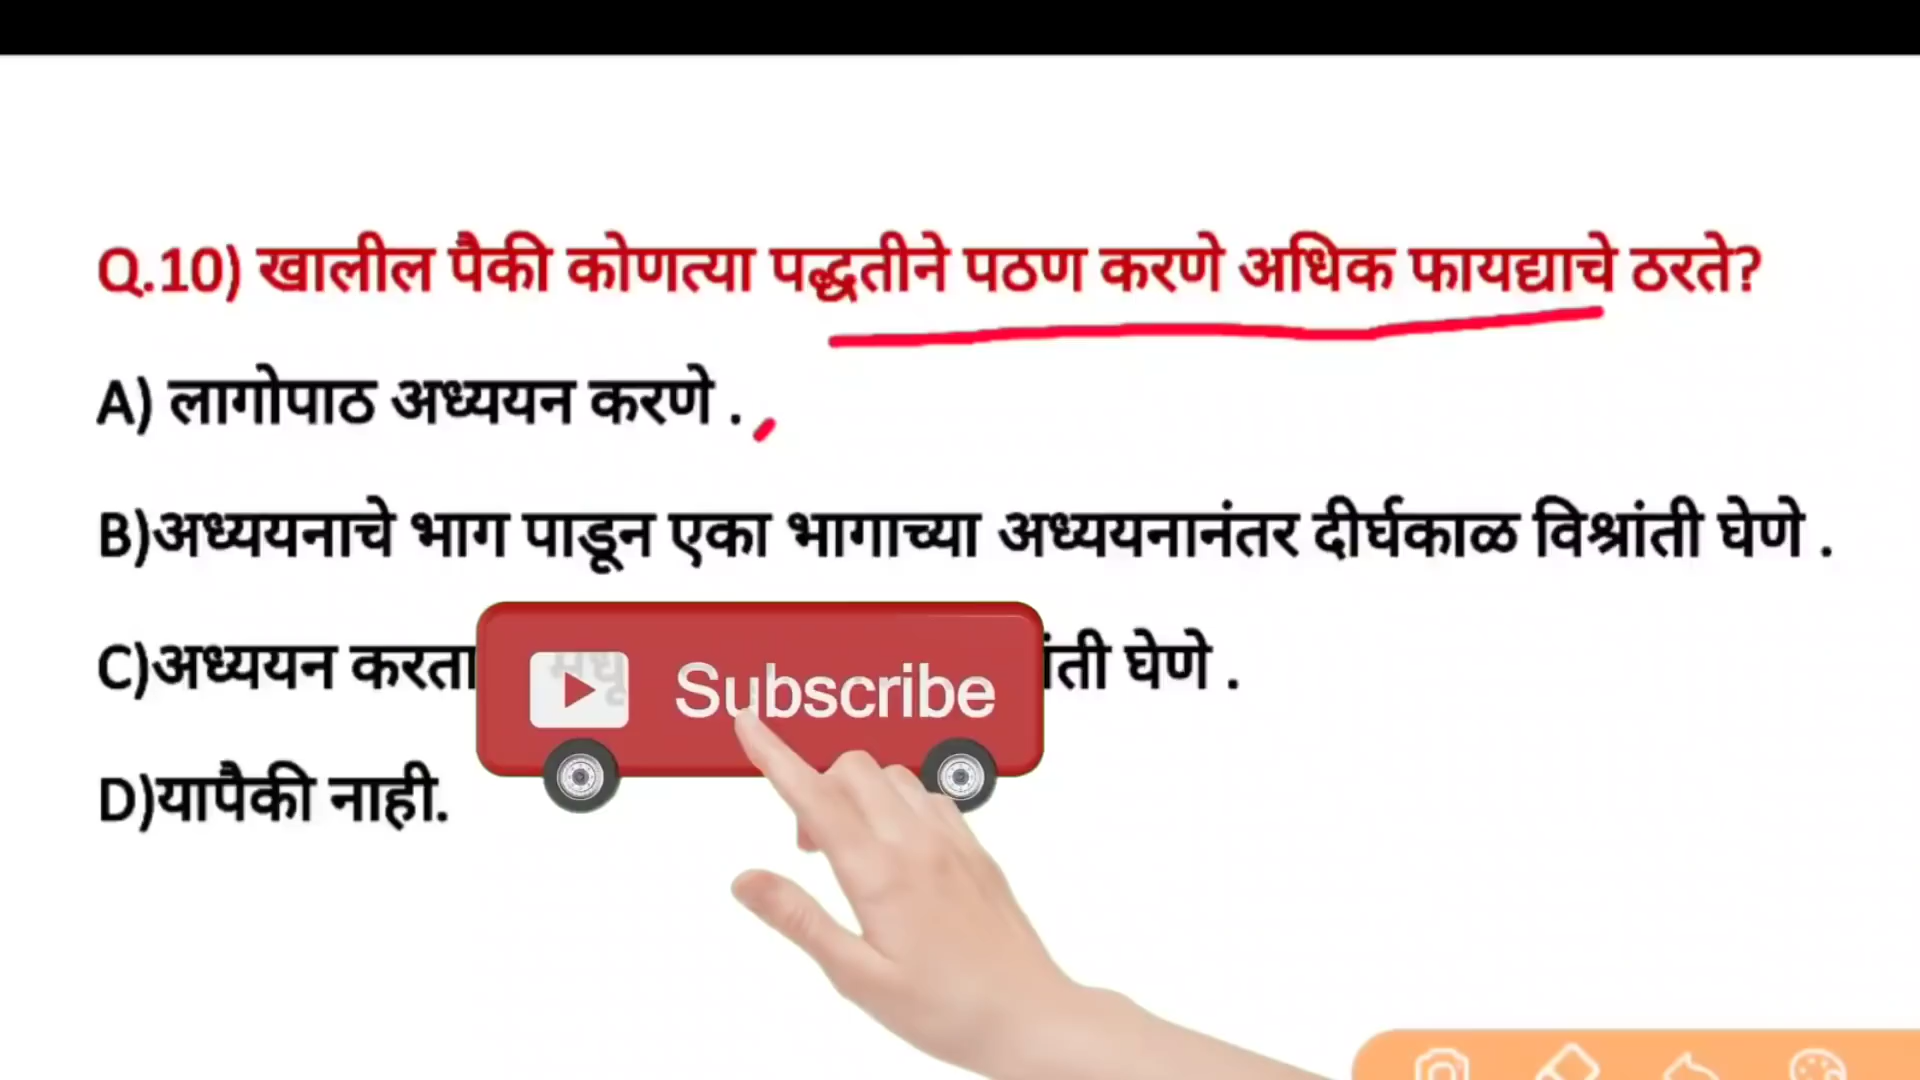 Q.10) खालील पैकी कोणत्या पद्धतीने पठण करणे अधिक फायद्याचे ठरते?
A) लागोपाठ अध्ययन करणे .
B)अध्ययनाचे भाग पाडून एका भागाच्या अध्ययनानंतर दीर्घकाळ विश्रांती घेणे .
C)अध्ययन करता घेणे .
Subscribe
D)यापैकी नाही.